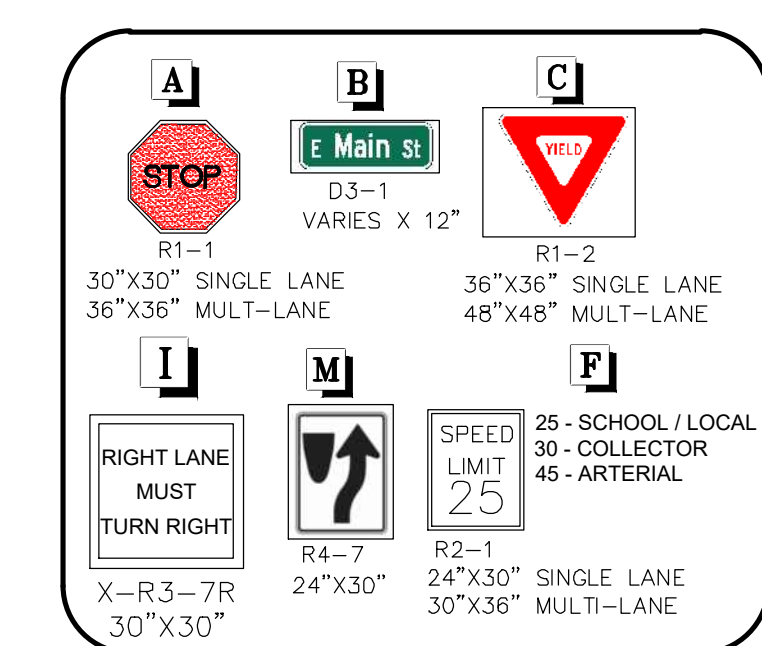 A
B
C
STOP
E Main St
YIELD
R1-1
30"X30" SINGLE LANE
36"X36" MULT-LANE
D3-1
VARIES X 12"
R1-2
36"X36" SINGLE LANE
48"X48" MULT-LANE
I
M
F
RIGHT LANE
MUST
TURN RIGHT
X-R3-7R
30"X30"
R4-7
24"X30"
SPEED
LIMIT
25
25 - SCHOOL / LOCAL
30 - COLLECTOR
45 - ARTERIAL
R2-1
24"X30" SINGLE LANE
30"X36" MULTI-LANE